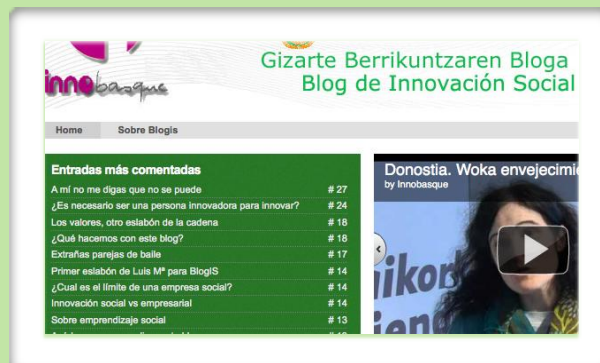 Gizarte Berrikuntzaren Bloga
Blog de Innovación Social
innobasque
Home Sobre Blogis
Entradas más comentadas
A mí no me digas que no se puede # 27
¿Es necesario ser una persona innovadora para innovar? # 24
Los valores, otro eslabón de la cadena # 18
¿Qué hacemos con este blog? # 18
Extrañas parejas de baile # 17
Primer eslabón de Luis Mª para BlogIS # 14
¿Cual es el límite de una empresa social? # 14
Innovación social vs empresarial # 14
Sobre emprendizaje social # 13
Donostia. Woka envejecimi
by Innobasque
aikor